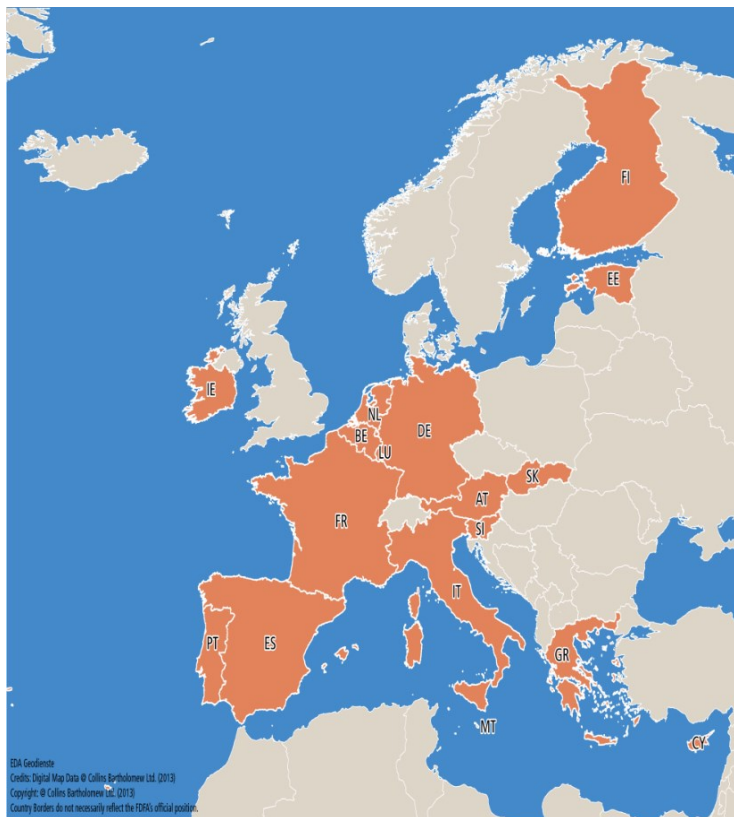 FI
EE
IE
NL
DE
BE
LU
SK
AT
FR
SI
IT
PT
ES
GR
MT
CY
EDA Geodienste
Credits: Digital Map Data @ Collins Bartholomew Ltd. (2013)
Copyright: @ Collins Bartholomew Ltd. (2013)
Country Borders do not necessarily reflect the FDFA's official position.